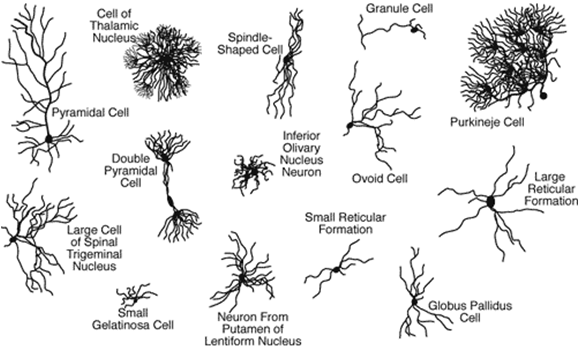 Cell of
Thalamic
Nucleus
Spindle-
Shaped Cell
Granule Cell
Pyramidal Cell
Purkineje Cell
Double
Pyramidal
Cell
Inferior
Olivary
Nucleus
Neuron
Ovoid Cell
Large
Reticular
Formation
Large Cell
of Spinal
Trigeminal
Nucleus
Small Reticular
Formation
Small
Gelatinosa Cell
Neuron From
Putamen of
Lentiform Nucleus
Globus Pallidus
Cell